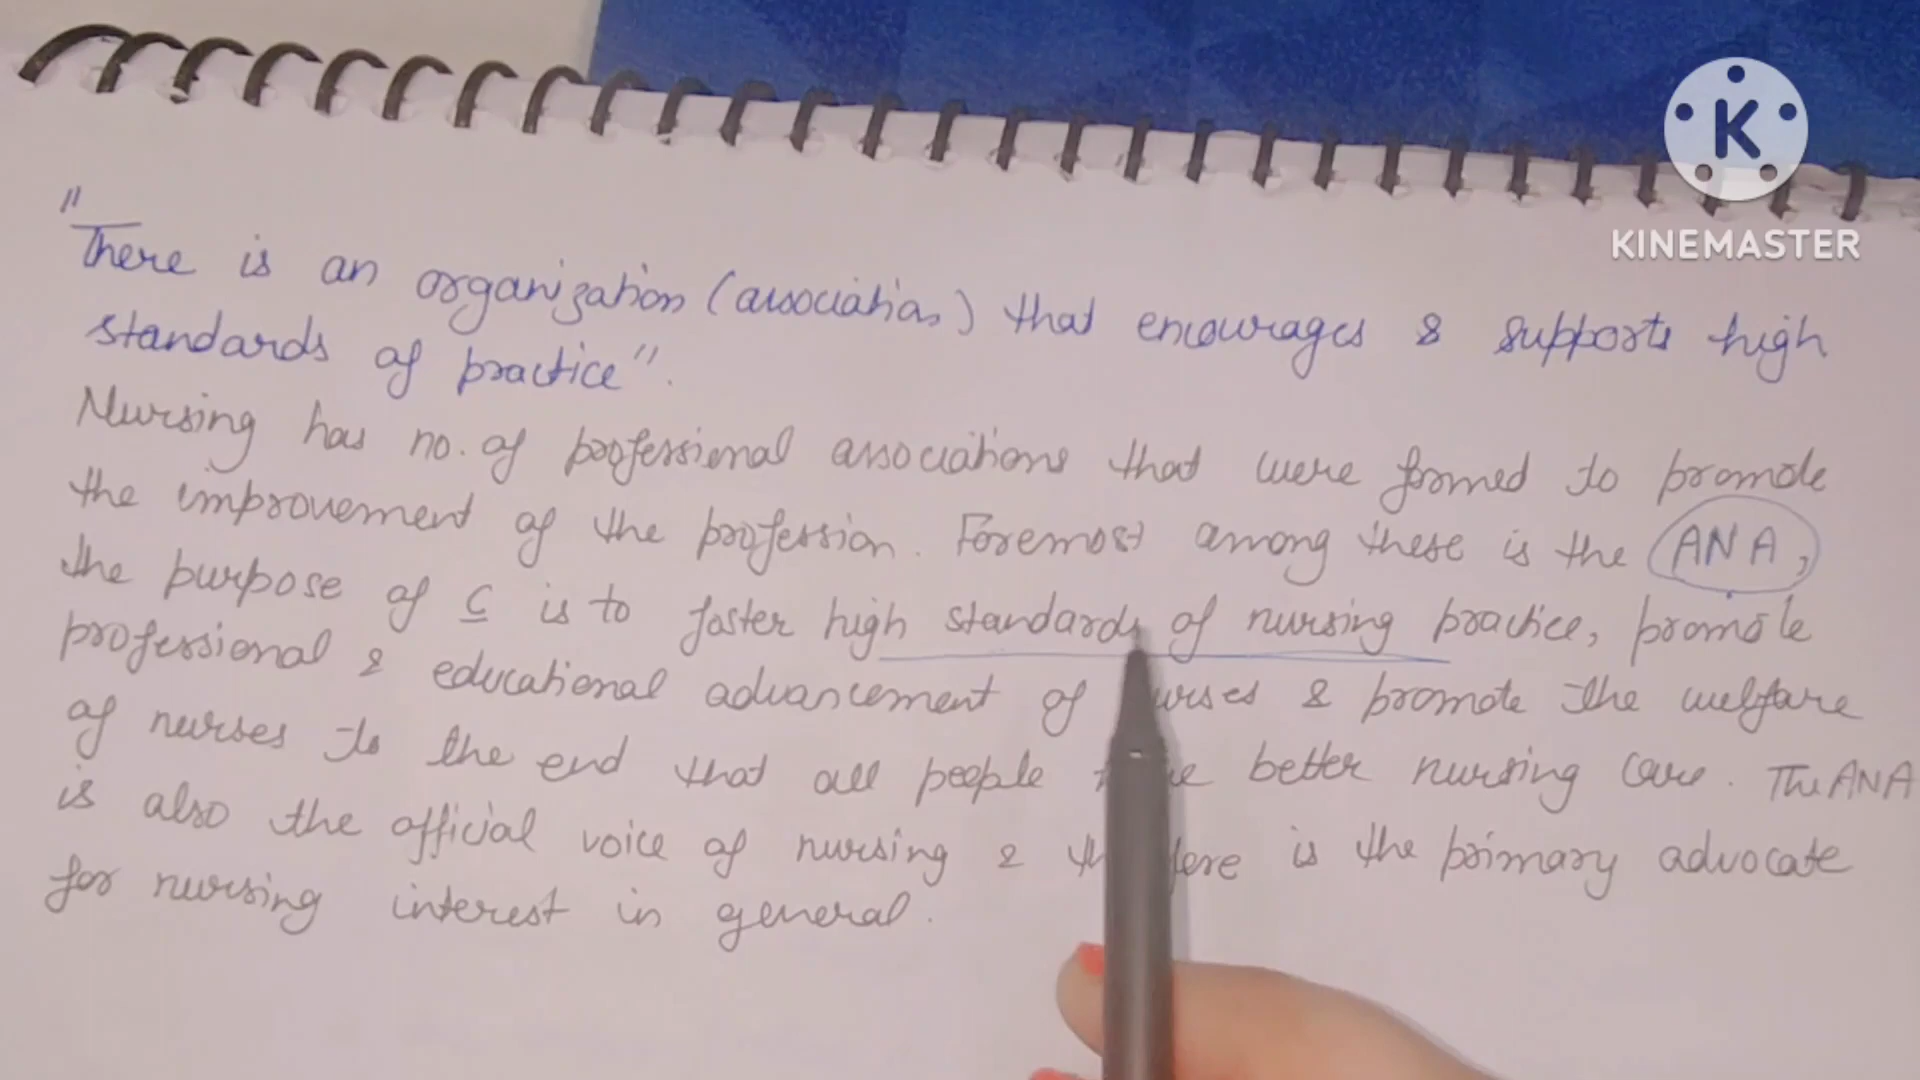 KINEMASTER
"There is an organization (association) that encourages & supports high
standards of practice".
Nursing has no. of professional associations that were formed to promote
the improvement of the profession. Foremost among these is the ANA,
the purpose of C is to foster high standards of nursing practice, promote
professional & educational advancement of nurses & promote the welfare
of nurses to the end that all people better nursing care. The ANA
is also the official voice of nursing & therefore is the primary advocate
for nursing interest in general.